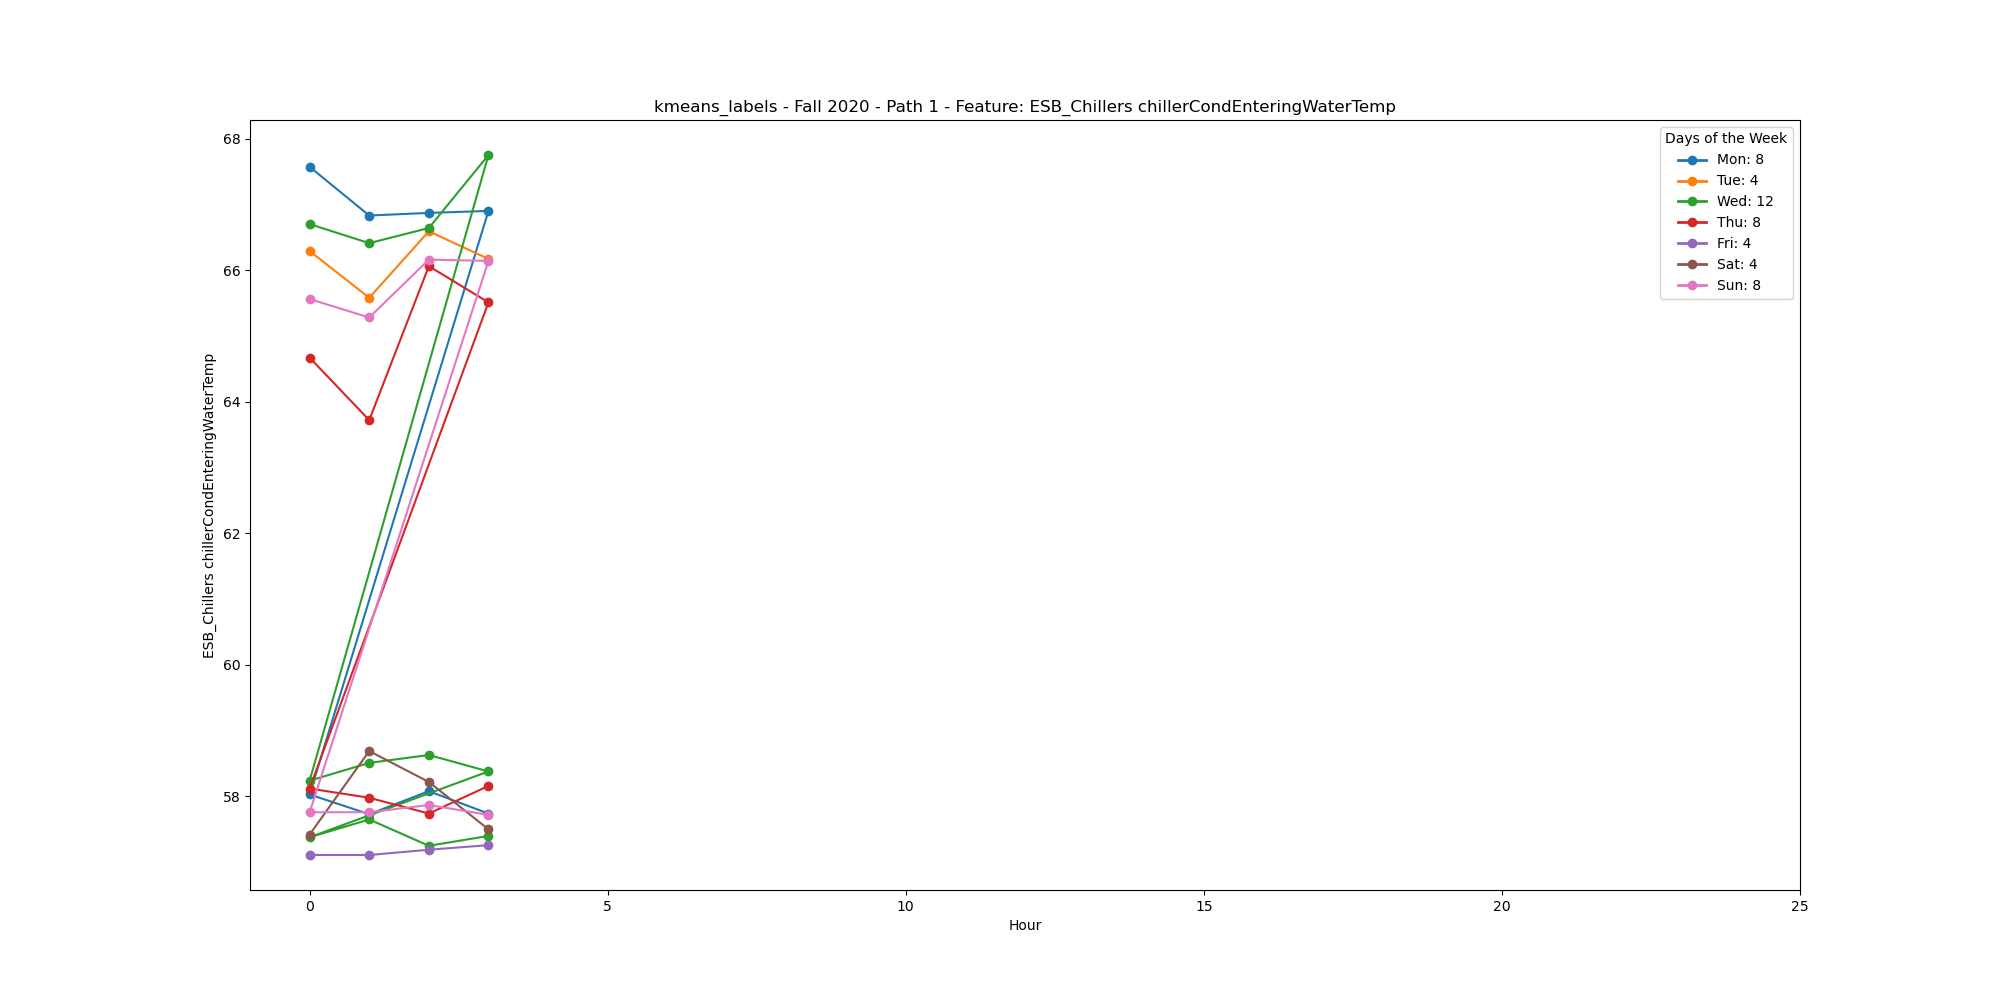 kmeans_labels - Fall 2020 - Path 1 - Feature: ESB_Chillers chillerCondEnteringWaterTemp
Days of the Week
Mon: 8
Tue: 4
Wed: 12
Thu: 8
Fri: 4
Sat: 4
Sun: 8
ESB_Chillers chillerCondEnteringWaterTemp
68
66
64
62
60
58
0 5 10 15 20 25
Hour